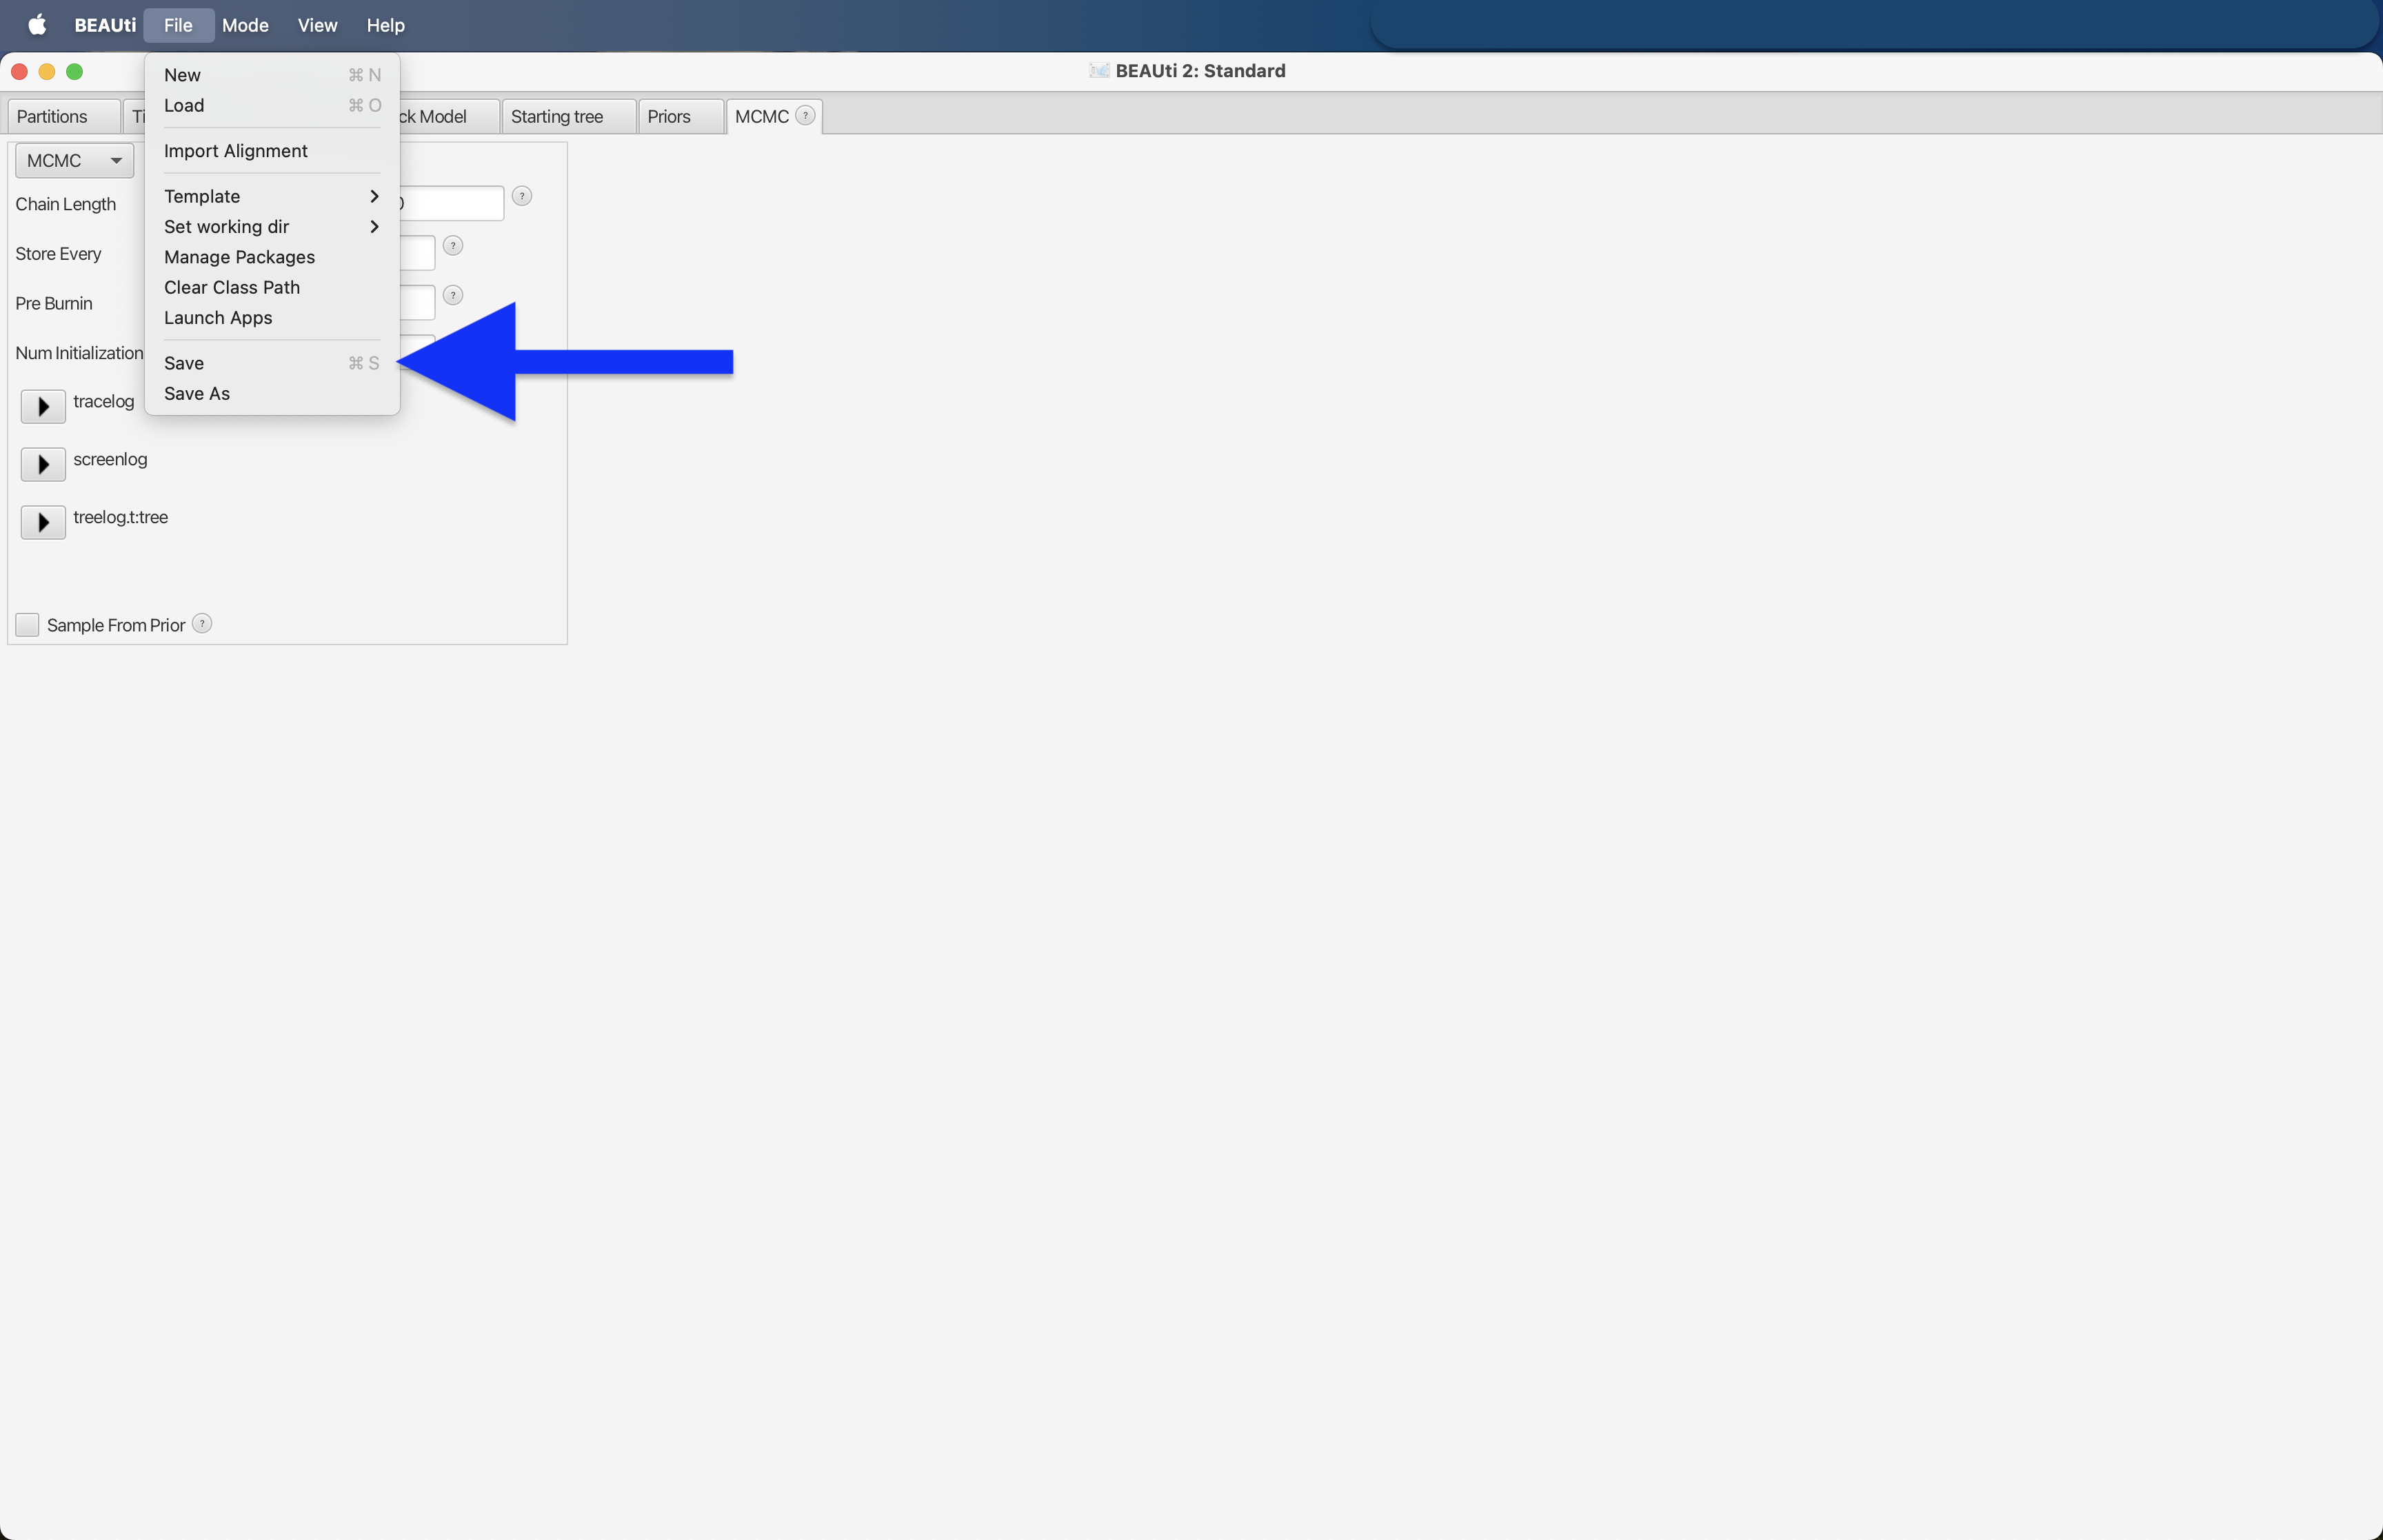 BEAUti File Mode View Help
BEAUti 2: Standard
New ⌘ N
Load ⌘ O
Import Alignment
Template
Set working dir
Manage Packages
Clear Class Path
Launch Apps
Save ⌘ S
Save As
Partitions Ti ck Model Starting tree Priors MCMC ?
MCMC
Chain Length 0 ?
Store Every ?
Pre Burnin ?
Num Initialization
tracelog
screenlog
treelog.t:tree
Sample From Prior ?